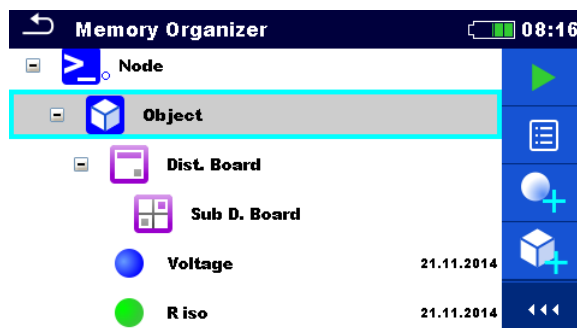 Memory Organizer 08:16
Node
Object
Dist. Board
Sub D. Board
Voltage 21.11.2014
R iso 21.11.2014